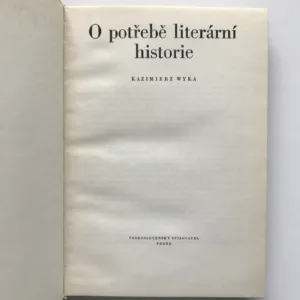 O potřebě literární
historie
KAZIMIERZ WYKA
ČESKOSLOVENSKÝ SPISOVATEL
PRAHA